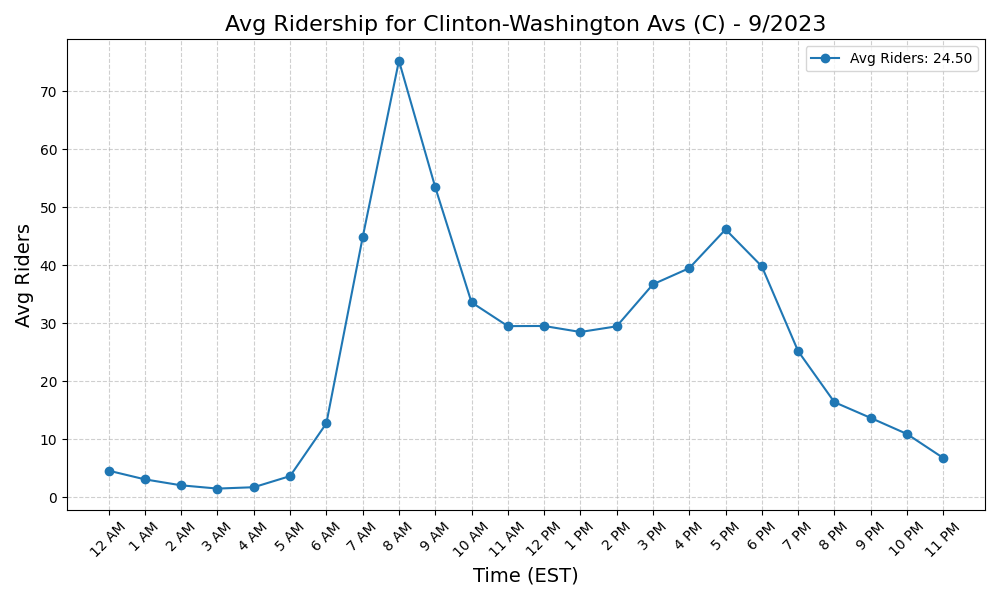 Avg Ridership for Clinton-Washington Avs (C) - 9/2023
Avg Riders: 24.50
Avg Riders
70
60
50
40
30
20
10
0
12 AM
1 AM
2 AM
3 AM
4 AM
5 AM
6 AM
7 AM
8 AM
9 AM
10 AM
11 AM
12 PM
1 PM
2 PM
3 PM
4 PM
5 PM
6 PM
7 PM
8 PM
9 PM
10 PM
11 PM
Time (EST)